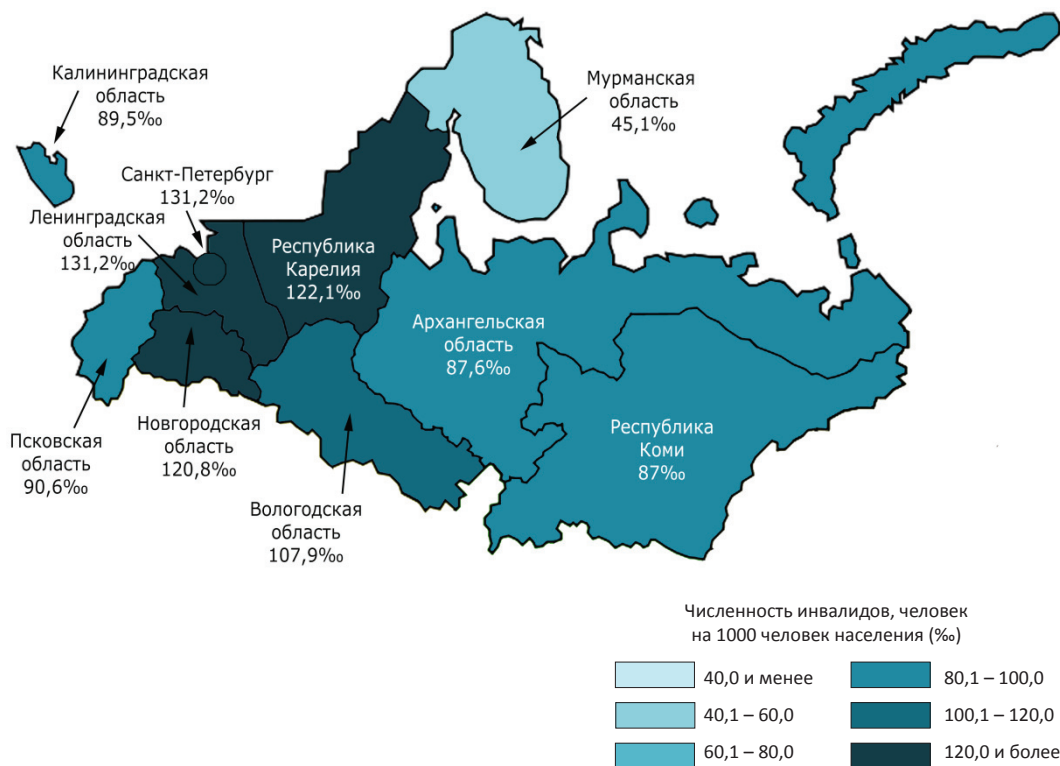 Калининградская
область
89,5‰
Мурманская
область
45,1‰
Санкт-Петербург
131,2‰
Ленинградская
область
131,2‰
Республика
Карелия
122,1‰
Архангельская
область
87,6‰
Псковская
область
90,6‰
Новгородская
область
120,8‰
Вологодская
область
107,9‰
Республика
Коми
87‰
Численность инвалидов, человек
на 1000 человек населения (‰)
40,0 и менее
40,1 – 60,0
60,1 – 80,0
80,1 – 100,0
100,1 – 120,0
120,0 и более